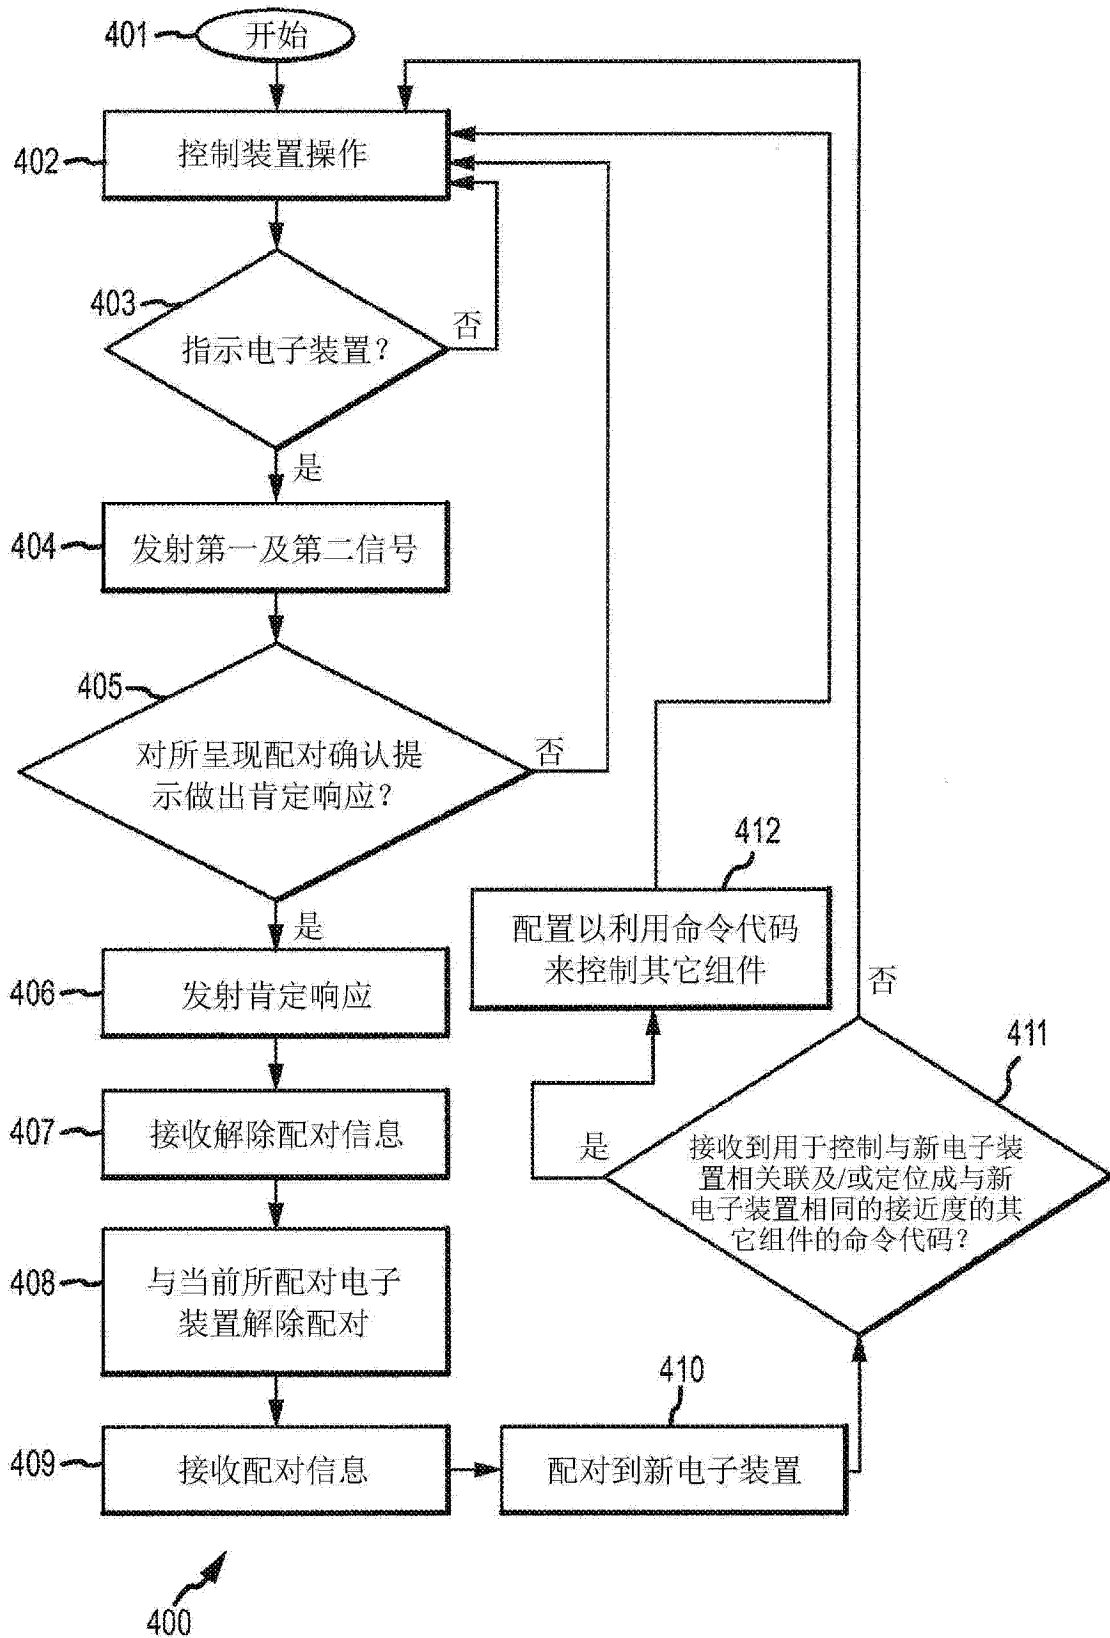 401
开始
402
控制装置操作
403
指示电子装置?
否
是
404
发射第一及第二信号
405
对所呈现配对确认提
示做出肯定响应?
否
是
406
发射肯定响应
407
接收解除配对信息
408
与当前所配对电子
装置解除配对
409
接收配对信息
410
配对到新电子装置
411
接收到用于控制与新电子装
置相关联及/或定位成与新
电子装置相同的接近度的其
它组件的命令代码?
是
否
412
配置以利用命令代码
来控制其它组件
400